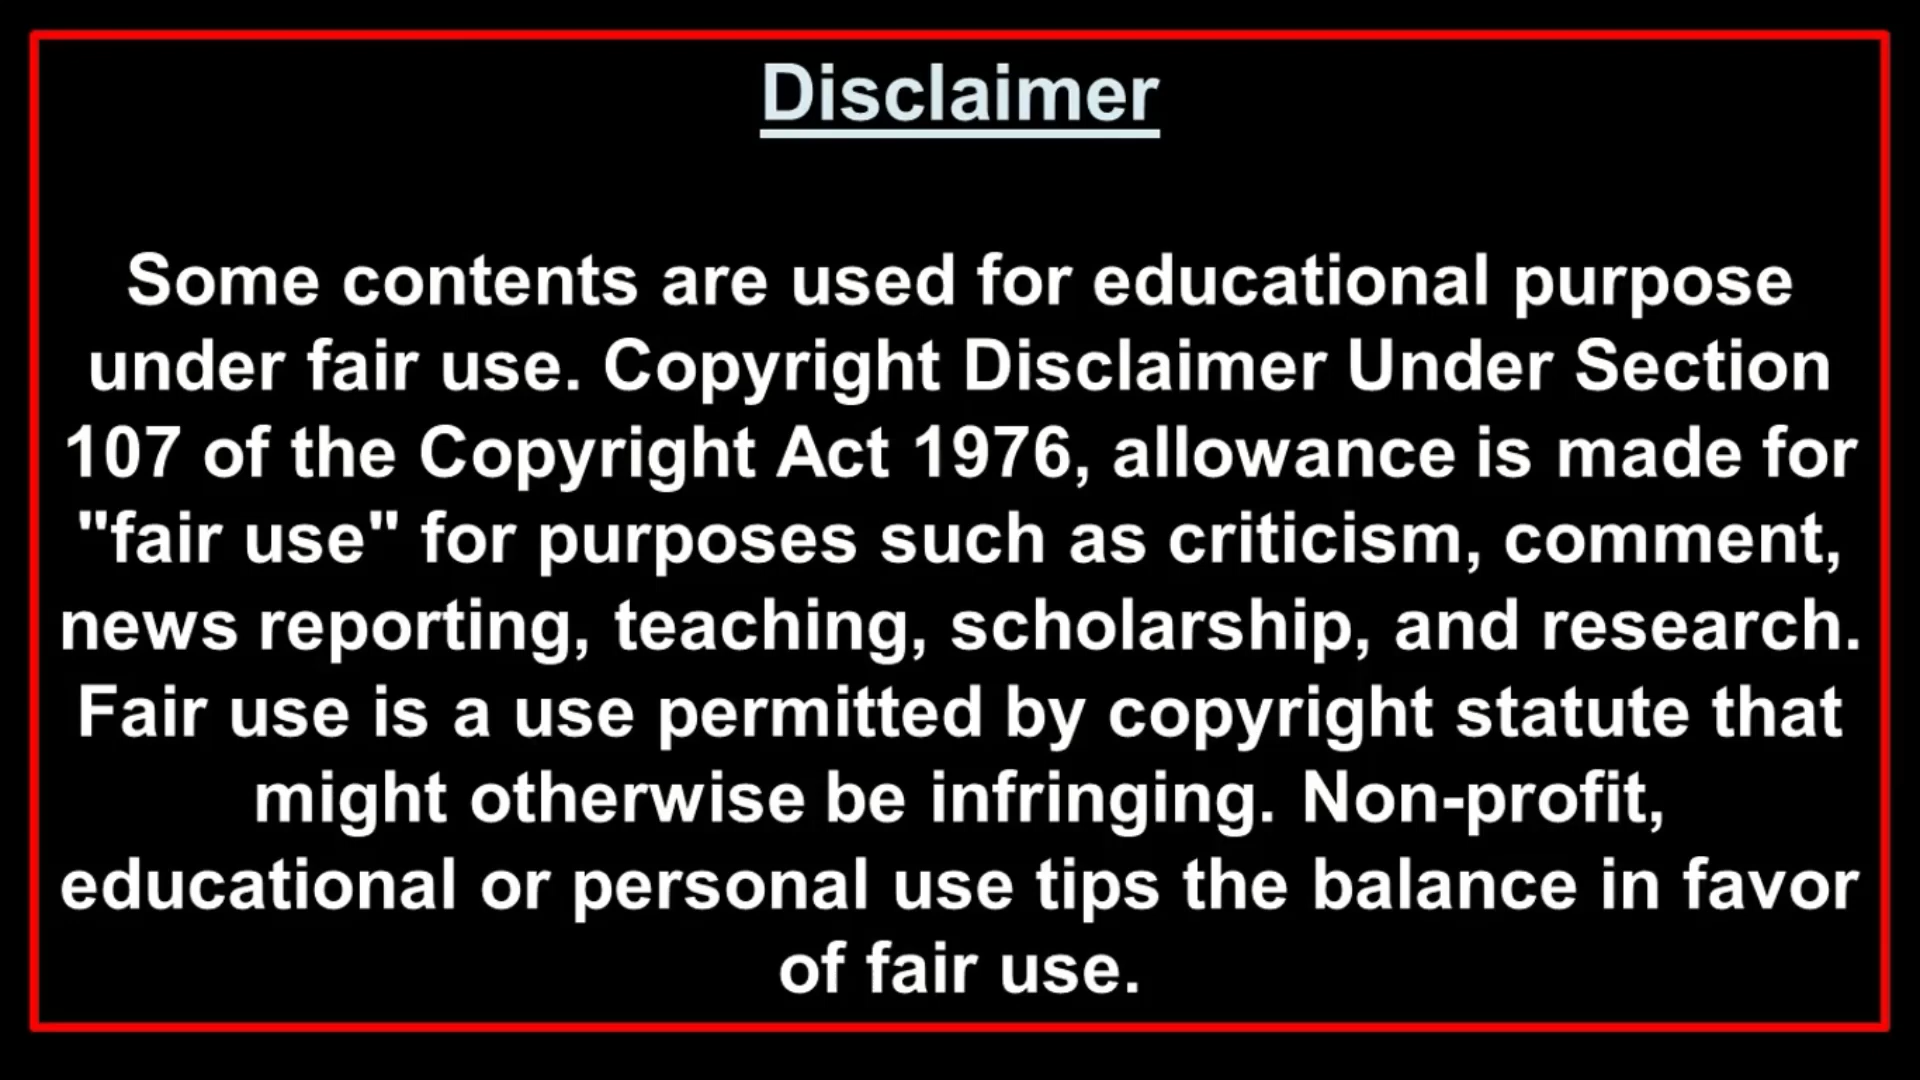 Disclaimer
Some contents are used for educational purpose
under fair use. Copyright Disclaimer Under Section
107 of the Copyright Act 1976, allowance is made for
"fair use" for purposes such as criticism, comment,
news reporting, teaching, scholarship, and research.
Fair use is a use permitted by copyright statute that
might otherwise be infringing. Non-profit,
educational or personal use tips the balance in favor
of fair use.